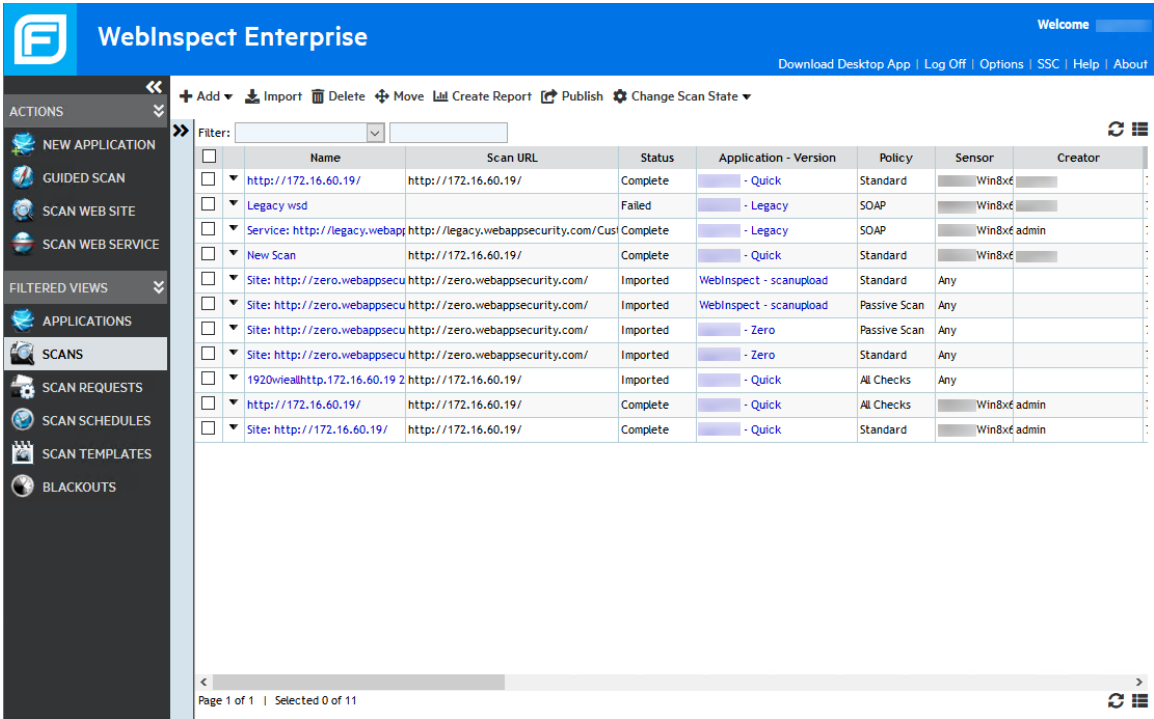 Welcome
WebInspect Enterprise
Download Desktop App | Log Off | Options | SSC | Help | About
ACTIONS
NEW APPLICATION
GUIDED SCAN
SCAN WEB SITE
SCAN WEB SERVICE
FILTERED VIEWS
APPLICATIONS
SCANS
SCAN REQUESTS
SCAN SCHEDULES
SCAN TEMPLATES
BLACKOUTS
Add Import Delete Move Create Report Publish Change Scan State
Filter:
Name Scan URL Status Application - Version Policy Sensor Creator
http://172.16.60.19/ http://172.16.60.19/ Complete - Quick Standard Win8x6
Legacy wsd Failed - Legacy SOAP Win8x6
Service: http://legacy.webapp http://legacy.webappsecurity.com/Cust Complete - Legacy SOAP Win8x6 admin
New Scan http://172.16.60.19/ Complete - Quick Standard Win8x6
Site: http://zero.webappsecu http://zero.webappsecurity.com/ Imported WebInspect - scanupload Standard Any
Site: http://zero.webappsecu http://zero.webappsecurity.com/ Imported WebInspect - scanupload Passive Scan Any
Site: http://zero.webappsecu http://zero.webappsecurity.com/ Imported - Zero Passive Scan Any
Site: http://zero.webappsecu http://zero.webappsecurity.com/ Imported - Zero Standard Any
1920wieallhttp.172.16.60.19 2 http://172.16.60.19/ Imported - Quick All Checks Any
http://172.16.60.19/ http://172.16.60.19/ Complete - Quick All Checks Win8x6 admin
Site: http://172.16.60.19/ http://172.16.60.19/ Complete - Quick Standard Win8x6 admin
Page 1 of 1 | Selected 0 of 11